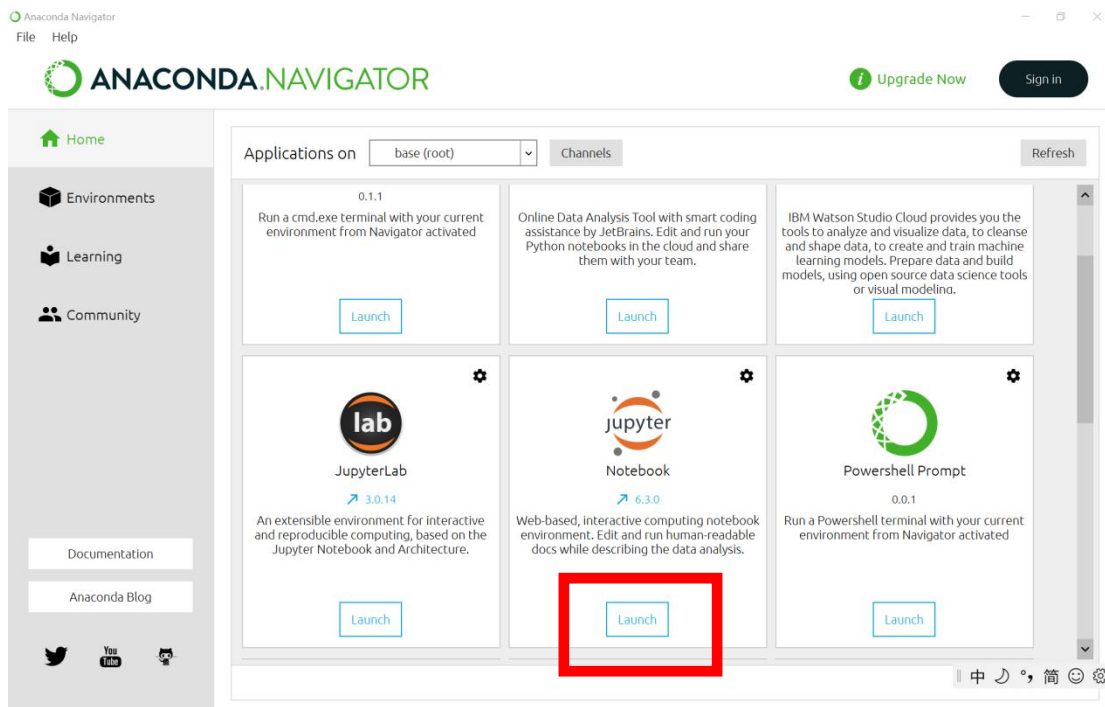 Anaconda Navigator
File Help
ANACONDA.NAVIGATOR
i Upgrade Now
Sign in
Home
Environments
Learning
Community
Documentation
Anaconda Blog
You
Tube
Applications on base (root) Channels Refresh
0.1.1
Run a cmd.exe terminal with your current
environment from Navigator activated
Launch
Online Data Analysis Tool with smart coding
assistance by JetBrains. Edit and run your
Python notebooks in the cloud and share
them with your team.
Launch
IBM Watson Studio Cloud provides you the
tools to analyze and visualize data, to cleanse
and shape data, to create and train machine
learning models. Prepare data and build
models, using open source data science tools
or visual modeling.
Launch
lab
JupyterLab
3.0.14
An extensible environment for interactive
and reproducible computing, based on the
Jupyter Notebook and Architecture.
Launch
jupyter
Notebook
6.3.0
Web-based, interactive computing notebook
environment. Edit and run human-readable
docs while describing the data analysis.
Launch
Powershell Prompt
0.0.1
Run a Powershell terminal with your current
environment from Navigator activated
Launch
中 °, 简